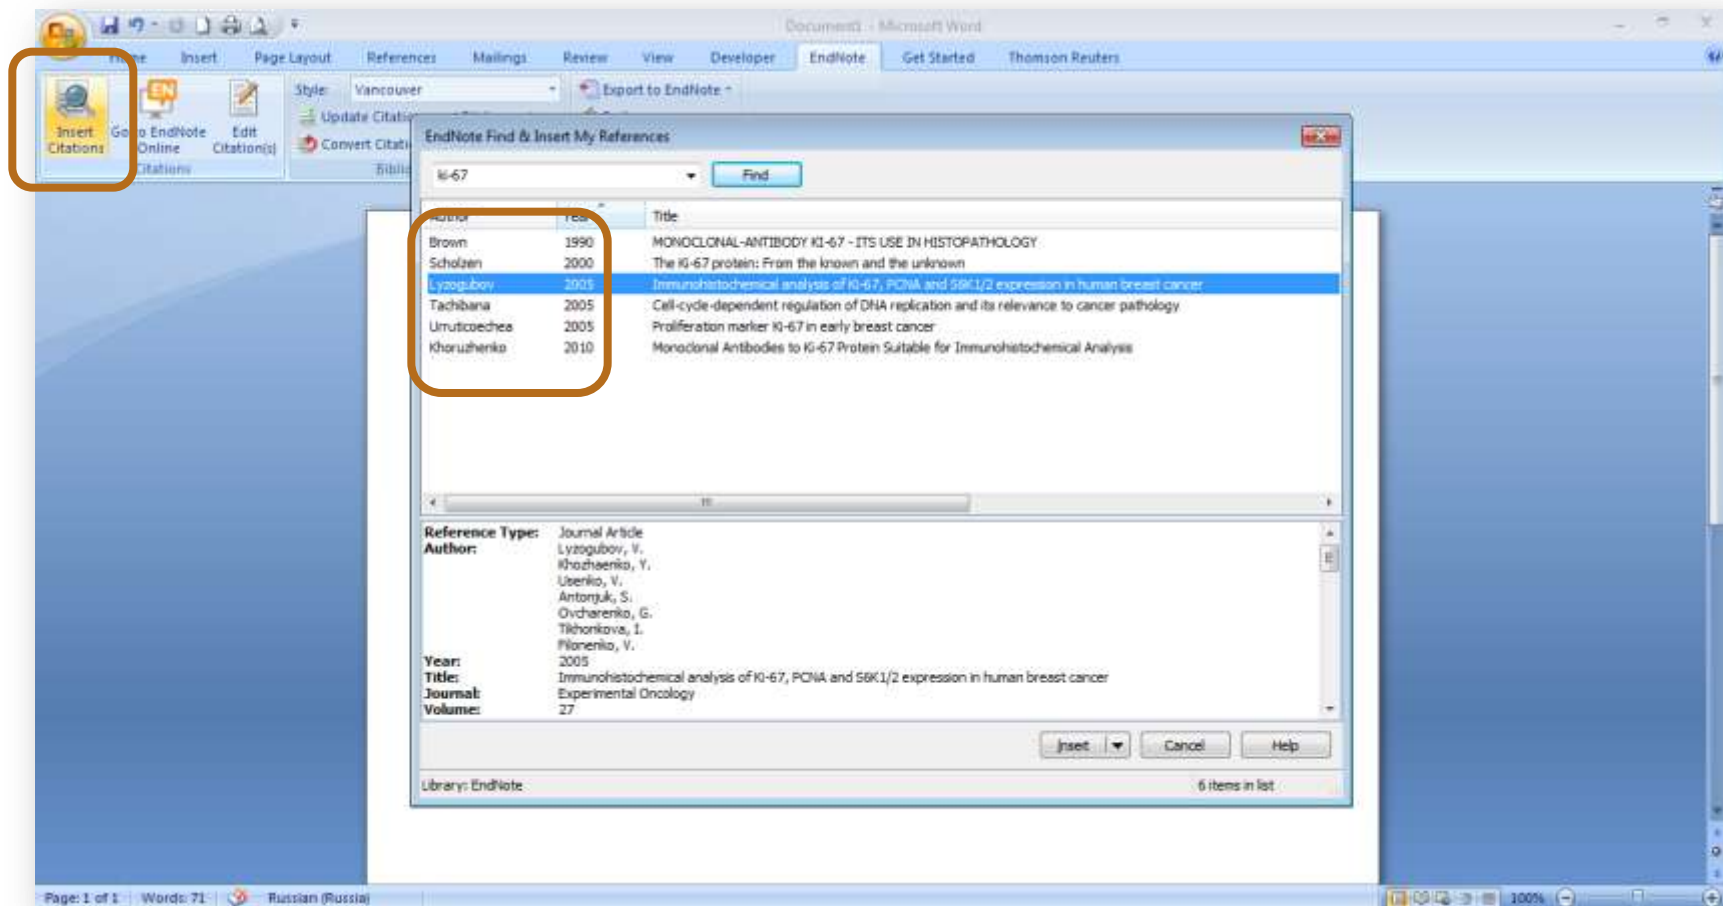 Document1 - Microsoft Word
Home Insert Page Layout References Mailings Review View Developer EndNote Get Started Thomson Reuters
Insert Citations
Go to EndNote Online
Edit Citation(s)
Citations
Style: Vancouver
Update Citatio
Convert Citati
Biblio
Export to EndNote
EndNote Find & Insert My References
ki-67 Find
Author Year Title
Brown 1990 MONOCLONAL-ANTIBODY KI-67 - ITS USE IN HISTOPATHOLOGY
Scholzen 2000 The Ki-67 protein: From the known and the unknown
Lyzogubov 2005 Immunohistochemical analysis of Ki-67, PCNA and S6K1/2 expression in human breast cancer
Tachibana 2005 Cell-cycle-dependent regulation of DNA replication and its relevance to cancer pathology
Urruticoechea 2005 Proliferation marker Ki-67 in early breast cancer
Khoruzhenko 2010 Monoclonal Antibodies to Ki-67 Protein Suitable for Immunohistochemical Analysis
Reference Type: Journal Article
Author: Lyzogubov, V.
Khozhaenko, Y.
Usenko, V.
Antonjuk, S.
Ovcharenko, G.
Tikhonkova, I.
Filonenko, V.
Year: 2005
Title: Immunohistochemical analysis of Ki-67, PCNA and S6K1/2 expression in human breast cancer
Journal: Experimental Oncology
Volume: 27
Insert Cancel Help
Library: EndNote 6 items in list
Page: 1 of 1 Words: 71 Russian (Russia) 100%